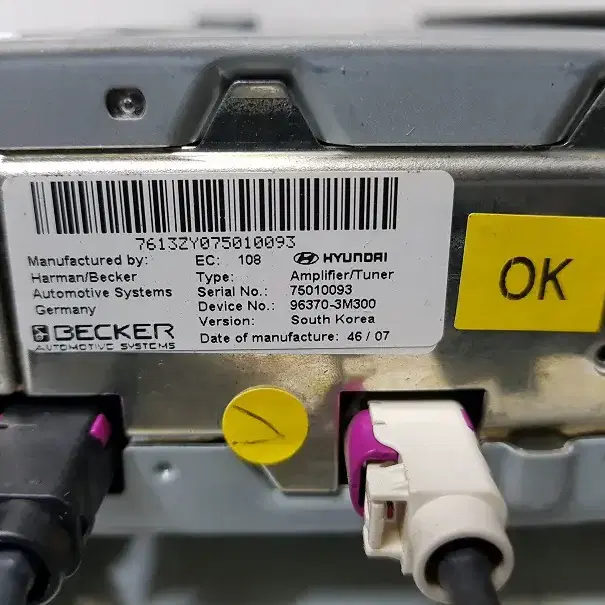 7613ZY075010093
Manufactured by:
Harman/Becker
Automotive Systems
Germany
BECKER
AUTOMOTIVE SYSTEMS
EC: 108 HYUNDAI
Type: Amplifier/Tuner
Serial No.: 75010093
Device No.: 96370-3M300
Version: South Korea
Date of manufacture: 46 / 07
OK